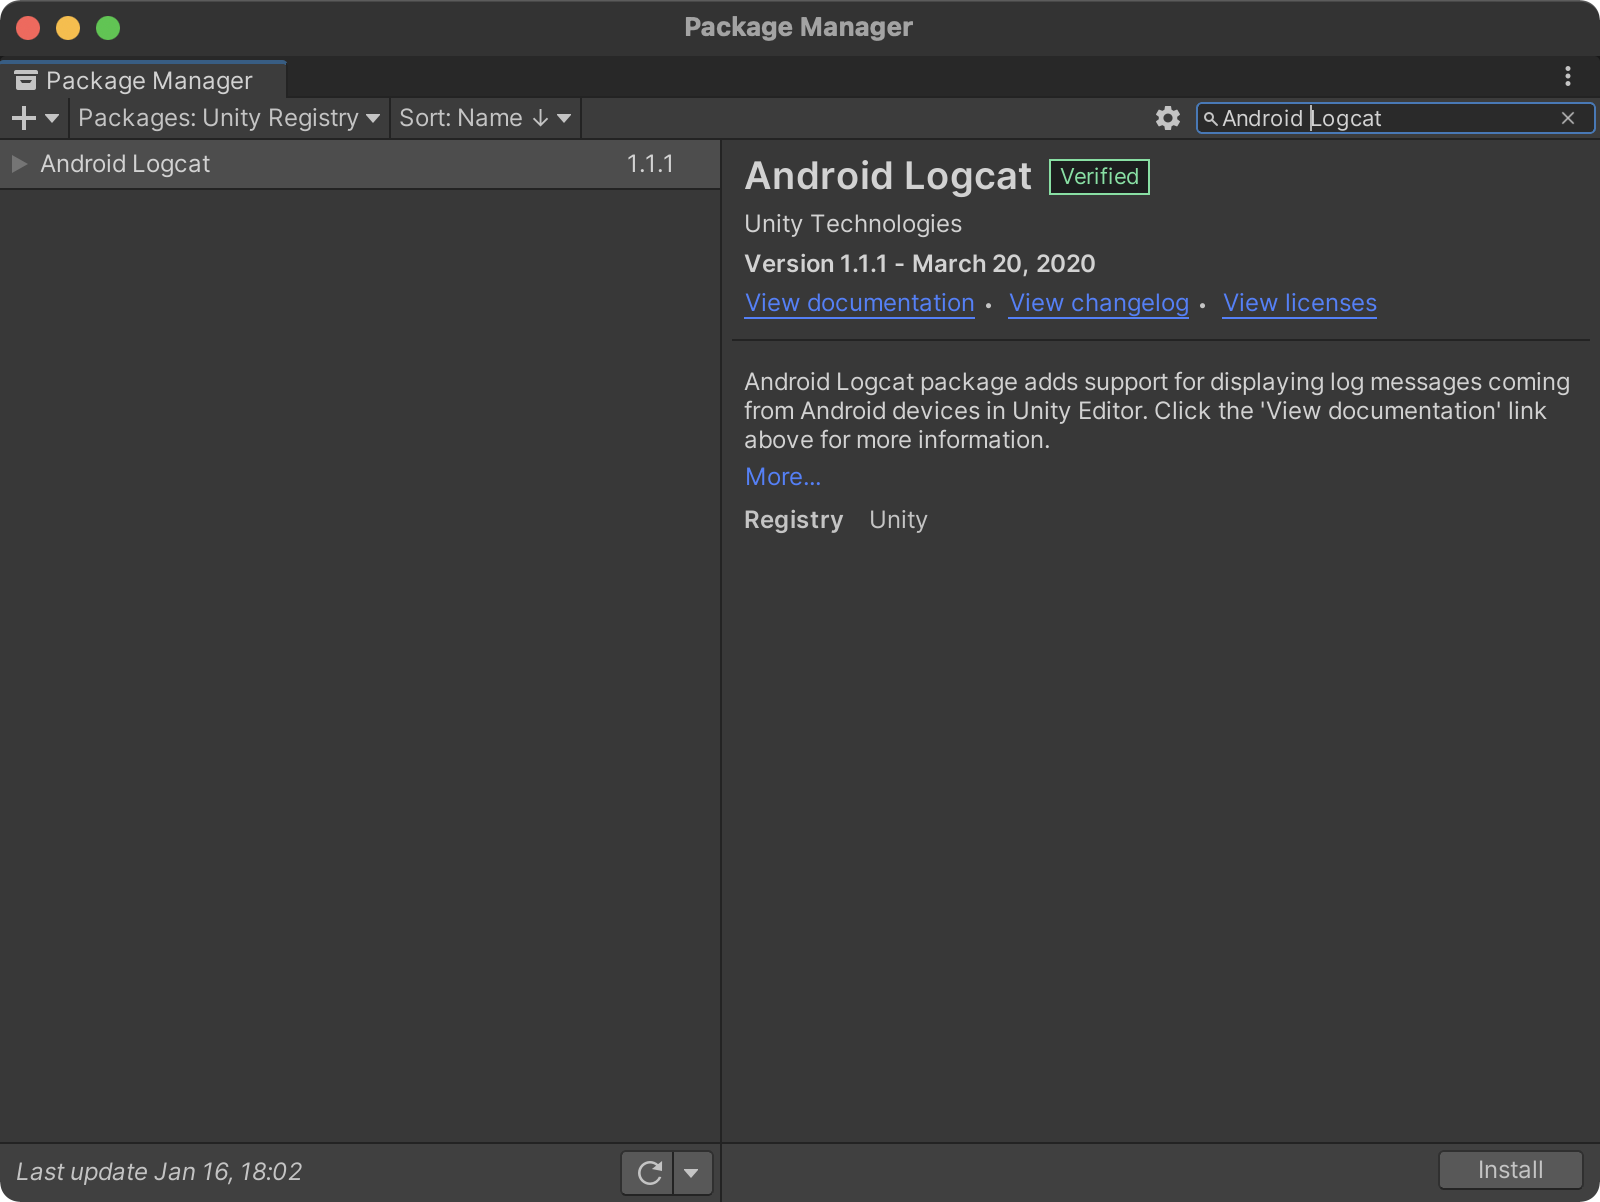 Package Manager
Package Manager
Packages: Unity Registry
Sort: Name ↓
Android Logcat
Android Logcat 1.1.1
Android Logcat Verified
Unity Technologies
Version 1.1.1 - March 20, 2020
View documentation • View changelog • View licenses
Android Logcat package adds support for displaying log messages coming
from Android devices in Unity Editor. Click the 'View documentation' link
above for more information.
More...
Registry Unity
Last update Jan 16, 18:02
Install